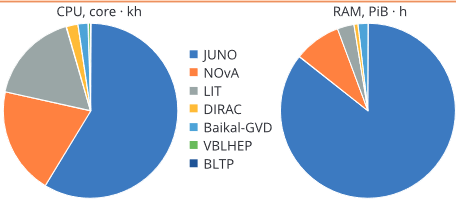 CPU, core · kh
RAM, PiB · h
JUNO
NOvA
LIT
DIRAC
Baikal-GVD
VBLHEP
BLTP